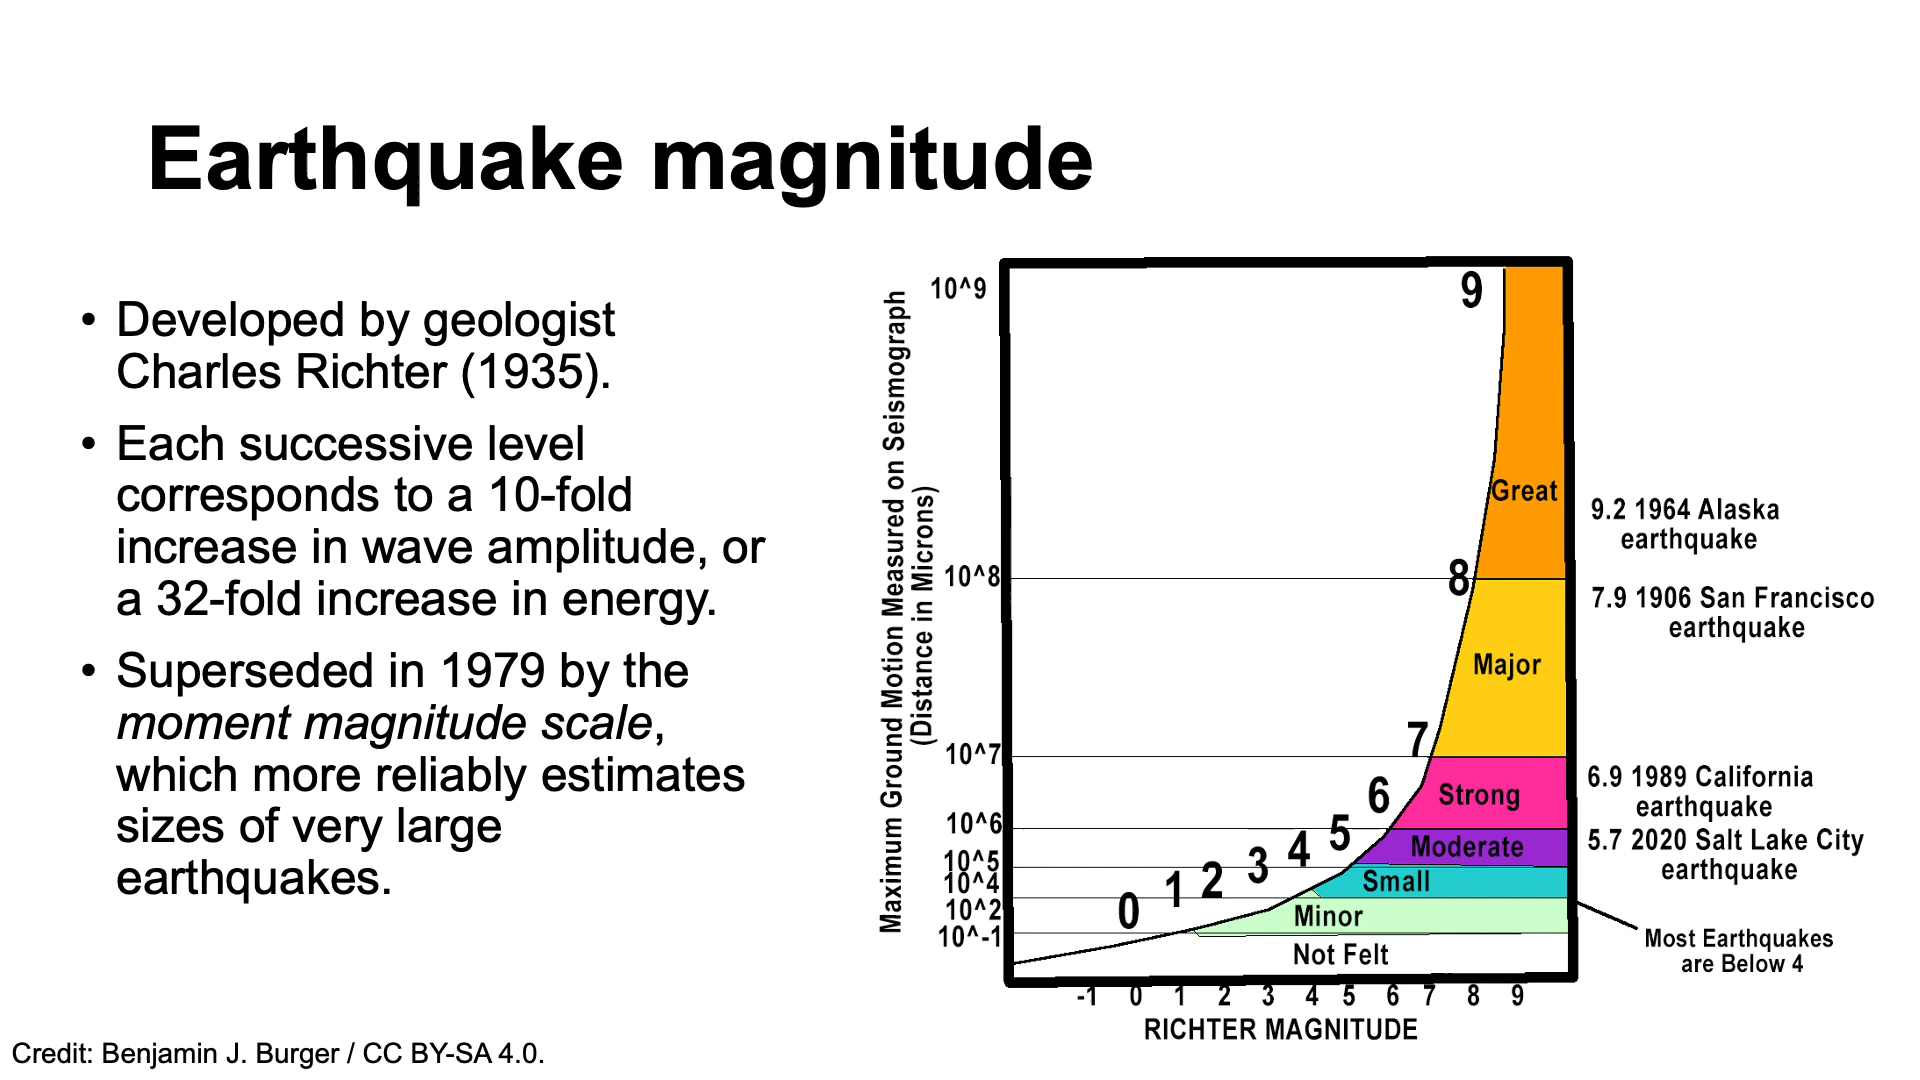 Earthquake magnitude
• Developed by geologist
Charles Richter (1935).
• Each successive level
corresponds to a 10-fold
increase in wave amplitude, or
a 32-fold increase in energy.
• Superseded in 1979 by the
moment magnitude scale,
which more reliably estimates
sizes of very large
earthquakes.
Maximum Ground Motion Measured on Seismograph
(Distance in Microns)
10^9
10^8
10^7
10^6
10^5
10^4
10^2
10^-1
9
8
7
6
5
4
3
2
1
0
Great
Major
Strong
Moderate
Small
Minor
Not Felt
9.2 1964 Alaska
earthquake
7.9 1906 San Francisco
earthquake
6.9 1989 California
earthquake
5.7 2020 Salt Lake City
earthquake
Most Earthquakes
are Below 4
-1 0 1 2 3 4 5 6 7 8 9
RICHTER MAGNITUDE
Credit: Benjamin J. Burger / CC BY-SA 4.0.